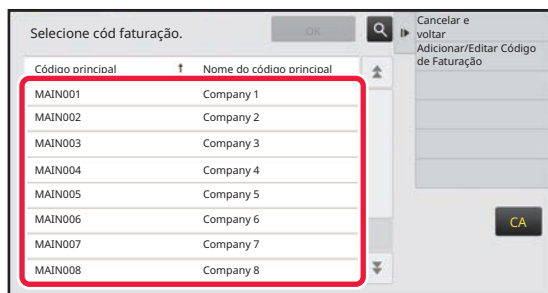 Selecione cód faturação.
OK
Cancelar e
voltar
Adicionar/Editar Código
de Faturação
Código principal ↑ Nome do código principal
MAIN001 Company 1
MAIN002 Company 2
MAIN003 Company 3
MAIN004 Company 4
MAIN005 Company 5
MAIN006 Company 6
MAIN007 Company 7
MAIN008 Company 8
CA